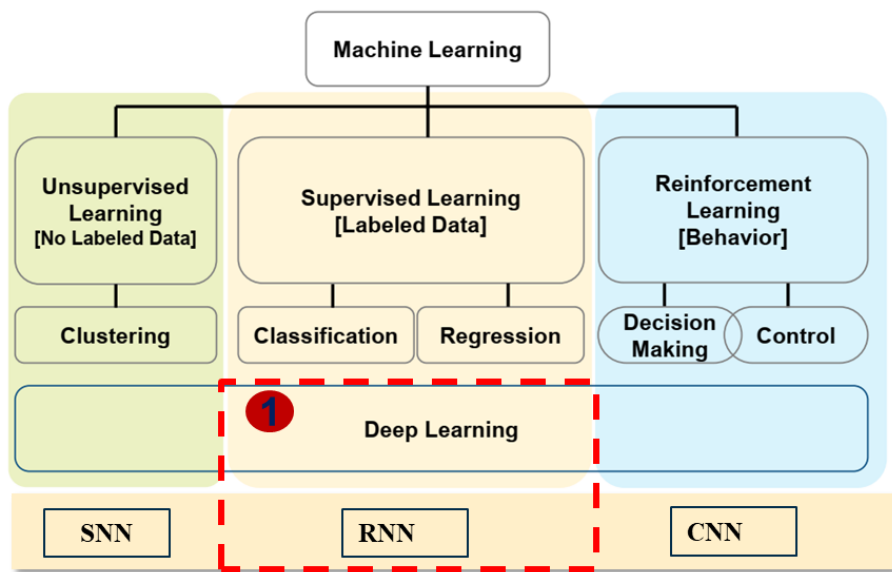 Machine Learning
Unsupervised
Learning
[No Labeled Data]
Supervised Learning
[Labeled Data]
Reinforcement
Learning
[Behavior]
Clustering
Classification
Regression
Decision
Making
Control
1
Deep Learning
SNN
RNN
CNN